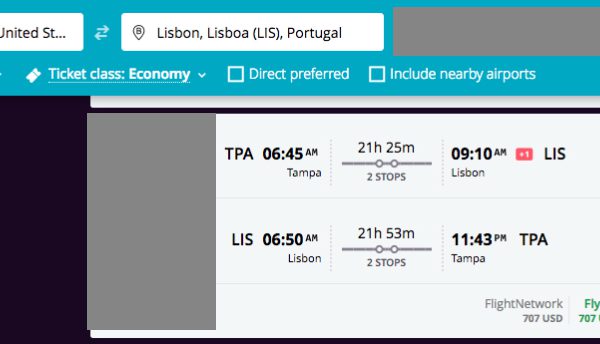 United St...
Lisbon, Lisboa (LIS), Portugal
Ticket class: Economy
Direct preferred
Include nearby airports
TPA 06:45 AM
Tampa
21h 25m
2 STOPS
09:10 AM +1 LIS
Lisbon
LIS 06:50 AM
Lisbon
21h 53m
2 STOPS
11:43 PM TPA
Tampa
FlightNetwork
707 USD
707